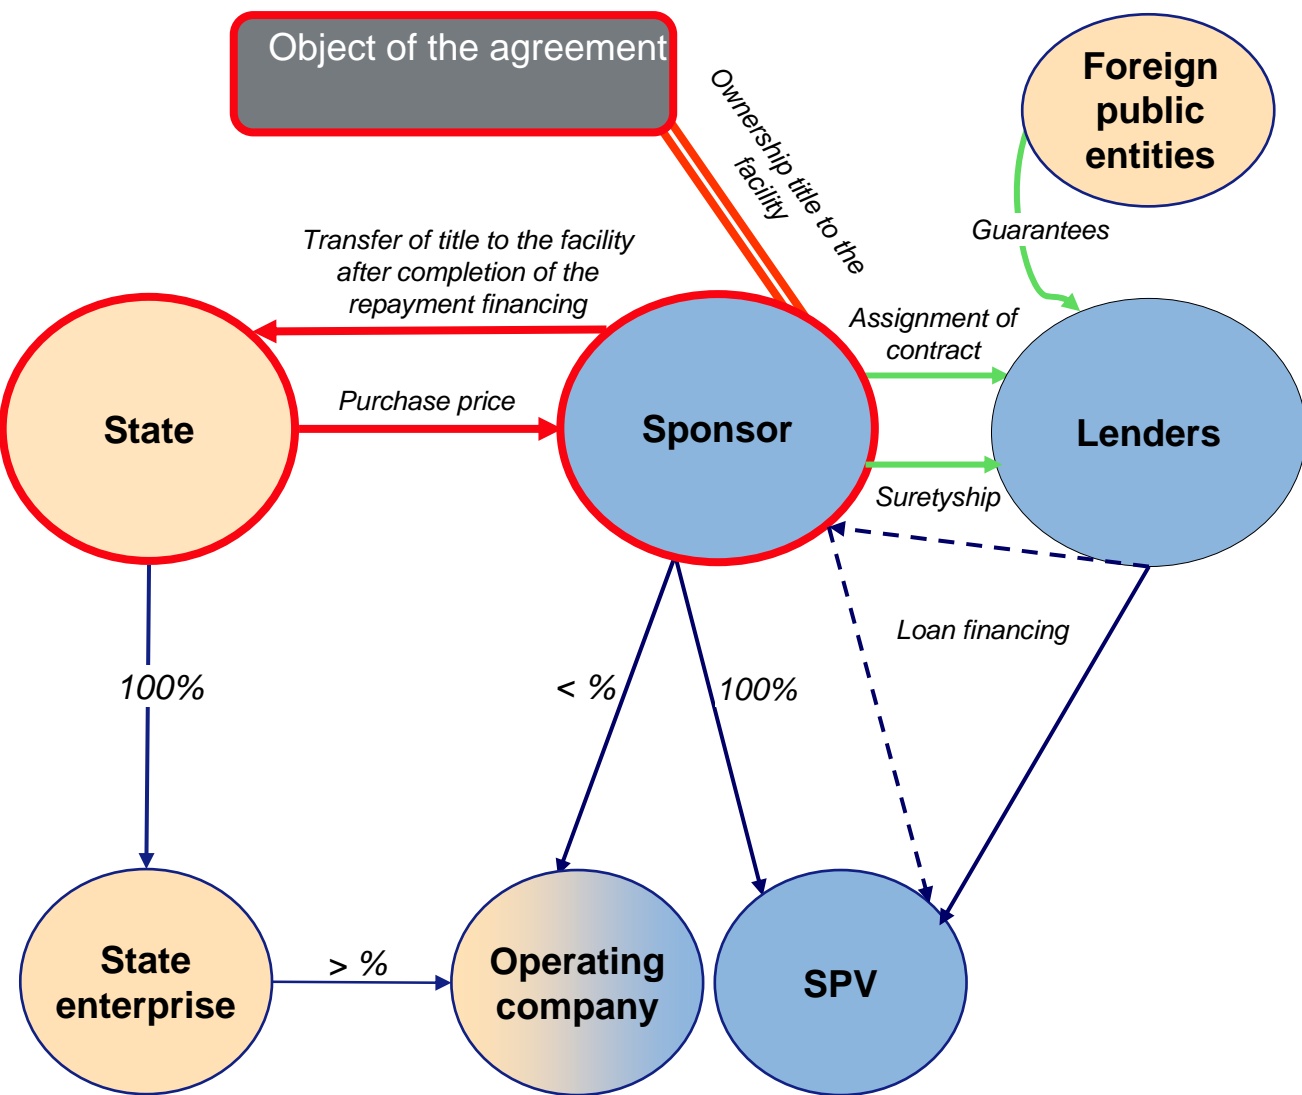 Object of the agreement
Foreign
public
entities
Ownership title to the
facility
Guarantees
Transfer of title to the facility
after completion of the
repayment financing
Assignment of
contract
Purchase price
State
Sponsor
Lenders
Suretyship
Loan financing
100%
< %
100%
State
enterprise
> %
Operating
company
SPV